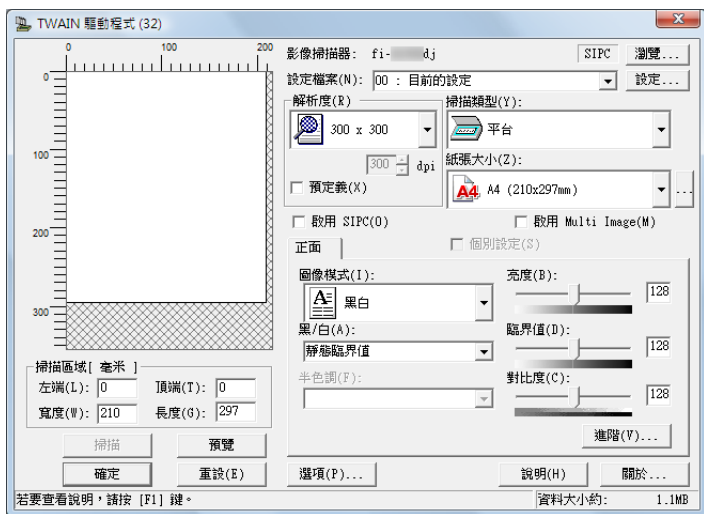 TWAIN 驅動程式 (32)
0 100 200
0
100
200
300
影像掃描器: fi- dj
SIPC
瀏覽...
設定檔案(N): 00 : 目前的設定
設定...
解析度(R)
300 x 300
300 dpi
預定義(X)
掃描類型(Y):
平台
紙張大小(Z):
A4 A4 (210x297mm)
...
啟用 SIPC(O)
啟用 Multi Image(M)
正面
個別設定(S)
圖像模式(I):
黑白
黑/白(A):
靜態臨界值
半色調(F):
亮度(B):
128
臨界值(D):
128
對比度(C):
128
進階(V)...
掃描區域[ 毫米 ]
左端(L): 0 頂端(T): 0
寬度(W): 210 長度(G): 297
掃描 預覽
確定 重設(E)
選項(P)...
說明(H)
關於...
若要查看說明，請按 [F1] 鍵。
資料大小約: 1.1MB